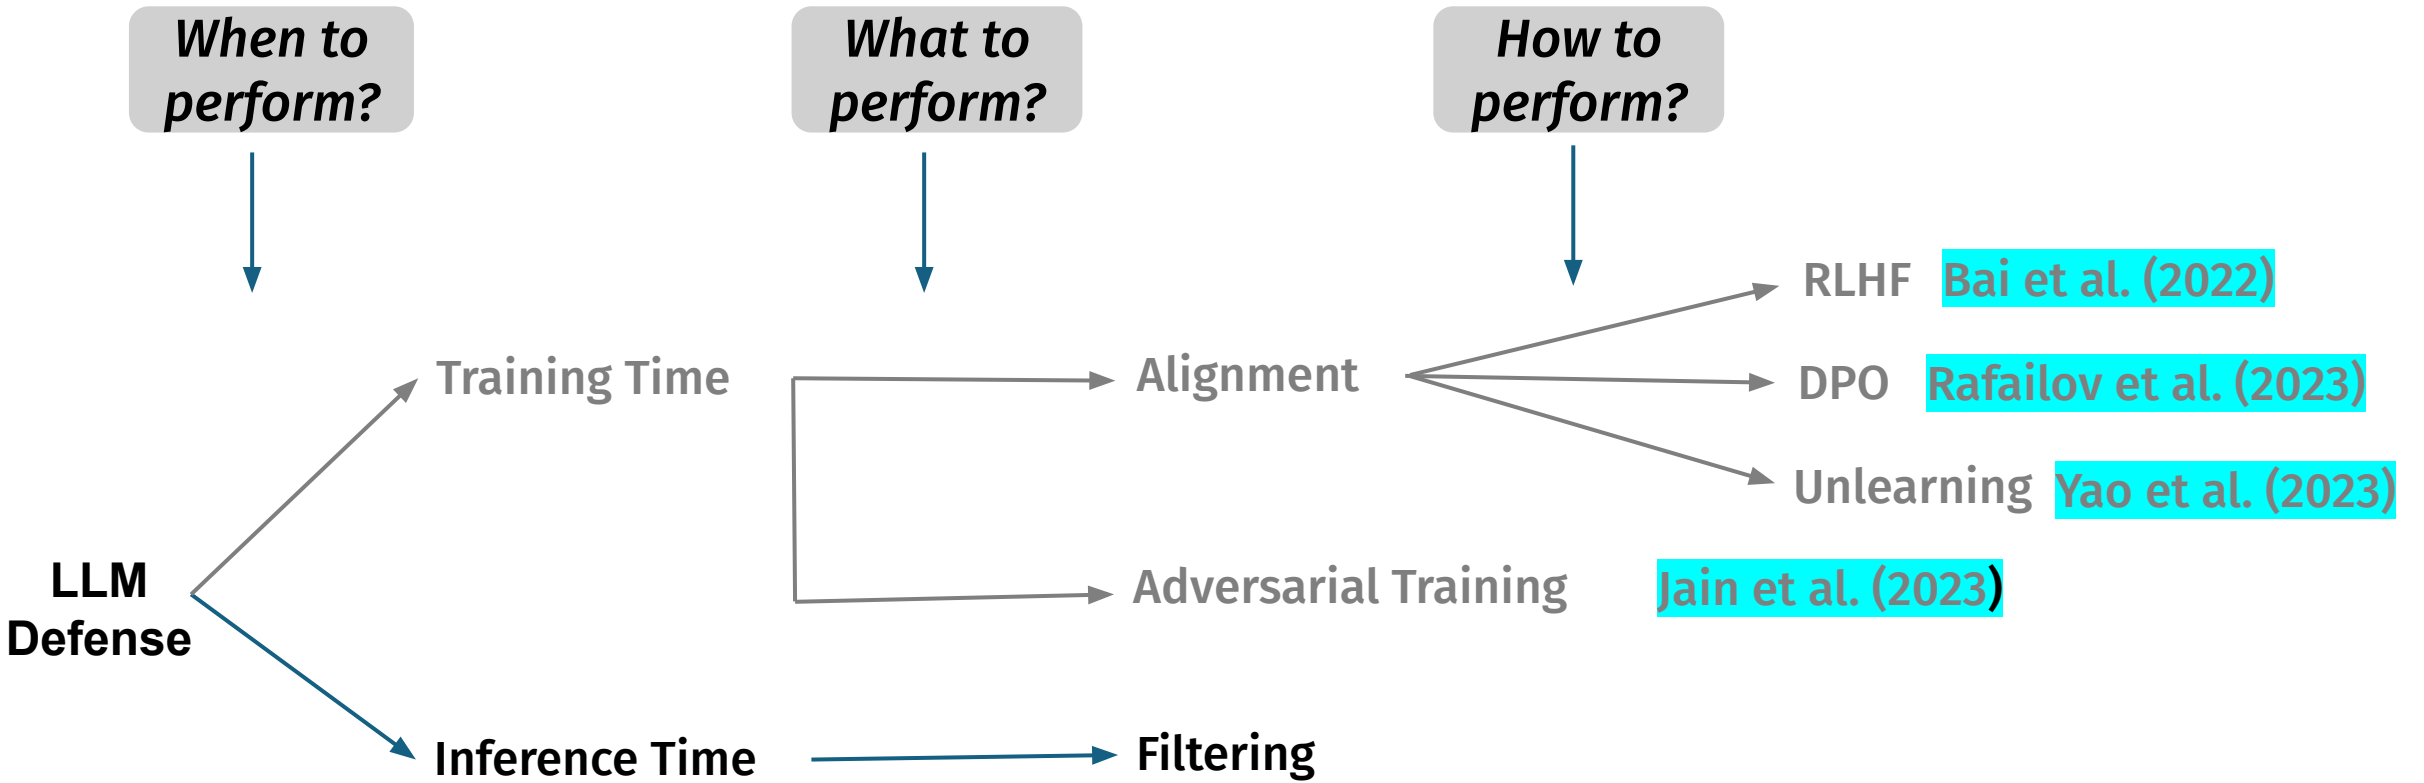 When to
perform?
What to
perform?
How to
perform?
RLHF Bai et al. (2022)
Training Time
Alignment
DPO Rafailov et al. (2023)
Unlearning Yao et al. (2023)
LLM
Defense
Adversarial Training Jain et al. (2023)
Inference Time
Filtering